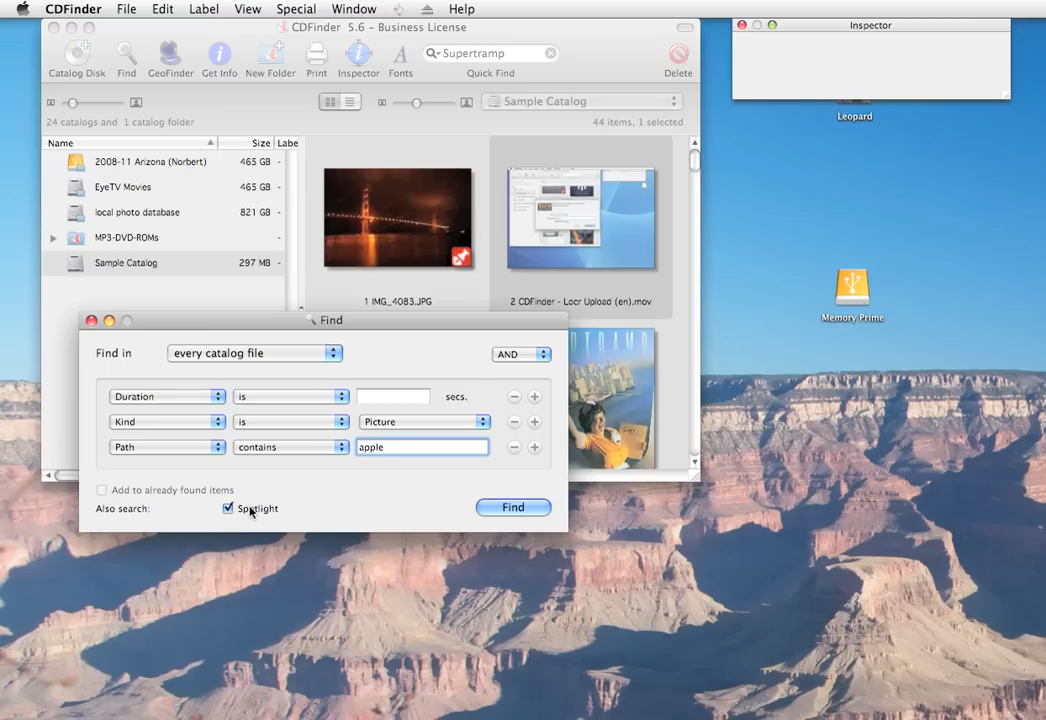 CDFinder File Edit Label View Special Window Help
CDFinder 5.6 – Business License
Inspector
Supertramp
Catalog Disk Find GeoFinder Get Info New Folder Print Inspector Fonts Quick Find Delete
Sample Catalog
24 catalogs and 1 catalog folder 44 items, 1 selected
Leopard
Name Size Labe
2008-11 Arizona (Norbert) 465 GB -
EyeTV Movies 465 GB -
local photo database 821 GB -
MP3-DVD-ROMs -
Sample Catalog 297 MB -
1 IMG_4083.JPG 2 CDFinder - Locr Upload (en).mov
Memory Prime
Find
Find in every catalog file AND
Duration is secs.
Kind is Picture
Path contains apple
Add to already found items
Also search: Spotlight
Find